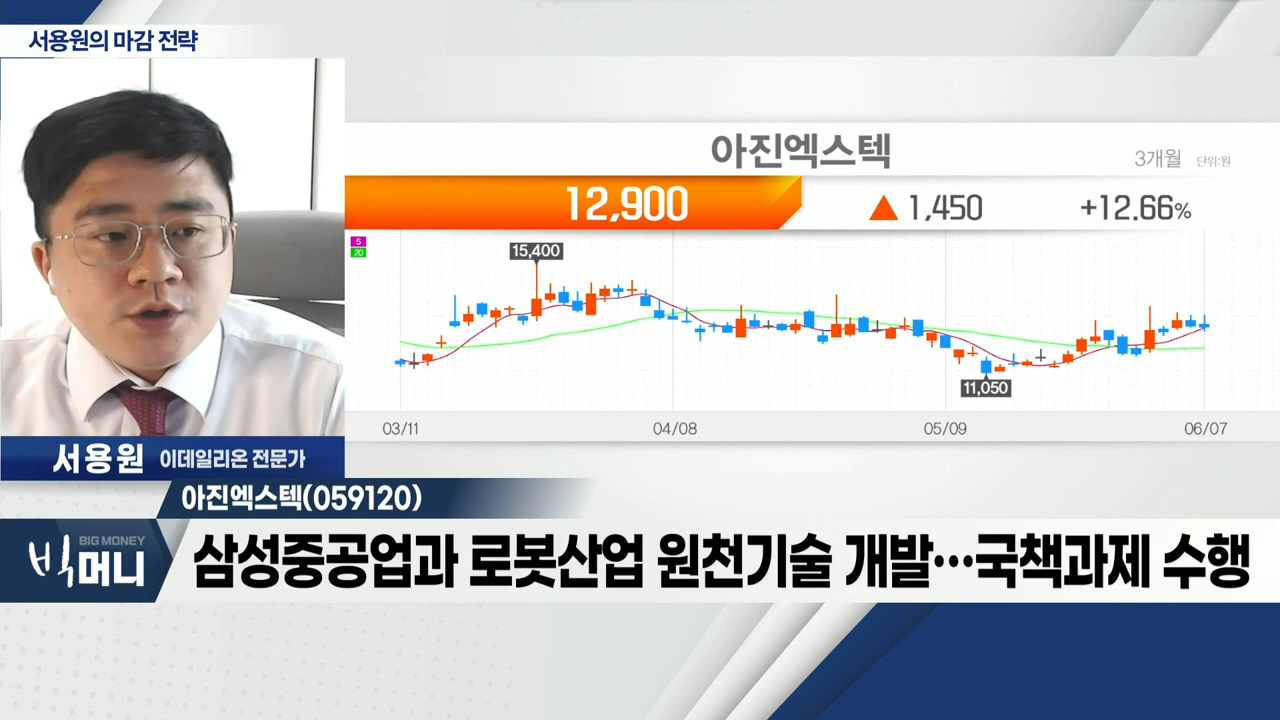 서용원의 마감 전략
아진엑스텍
3개월 단위:원
12,900
▲ 1,450
+12.66%
5
20
15,400
11,050
03/11
04/08
05/09
06/07
서용원 이데일리온 전문가
아진엑스텍(059120)
BIG MONEY
빅머니
삼성중공업과 로봇산업 원천기술 개발…국책과제 수행